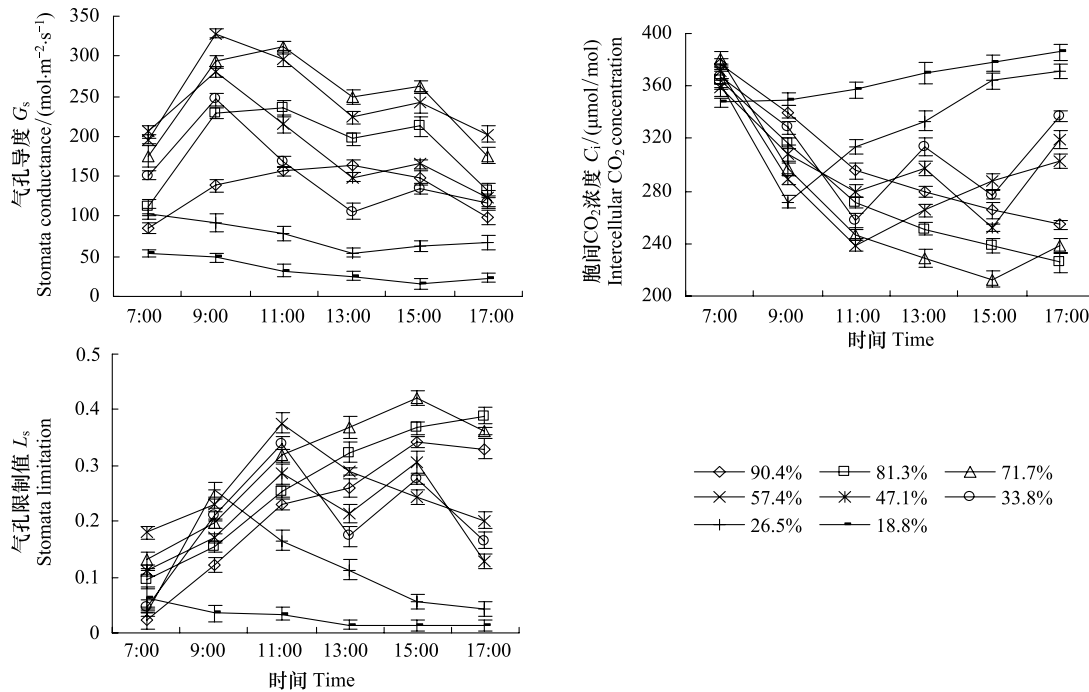 气孔导度 Gs
Stomata conductance/(mol·m⁻²·s⁻¹)
350
300
250
200
150
100
50
0
7:00 9:00 11:00 13:00 15:00 17:00
胞间CO2浓度 Ci/(μmol/mol)
Intercellular CO2 concentration
400
360
320
280
240
200
7:00 9:00 11:00 13:00 15:00 17:00
时间 Time
气孔限制值 Ls
Stomata limitation
0.5
0.4
0.3
0.2
0.1
0
7:00 9:00 11:00 13:00 15:00 17:00
时间 Time
90.4% 81.3% 71.7%
57.4% 47.1% 33.8%
26.5% 18.8%